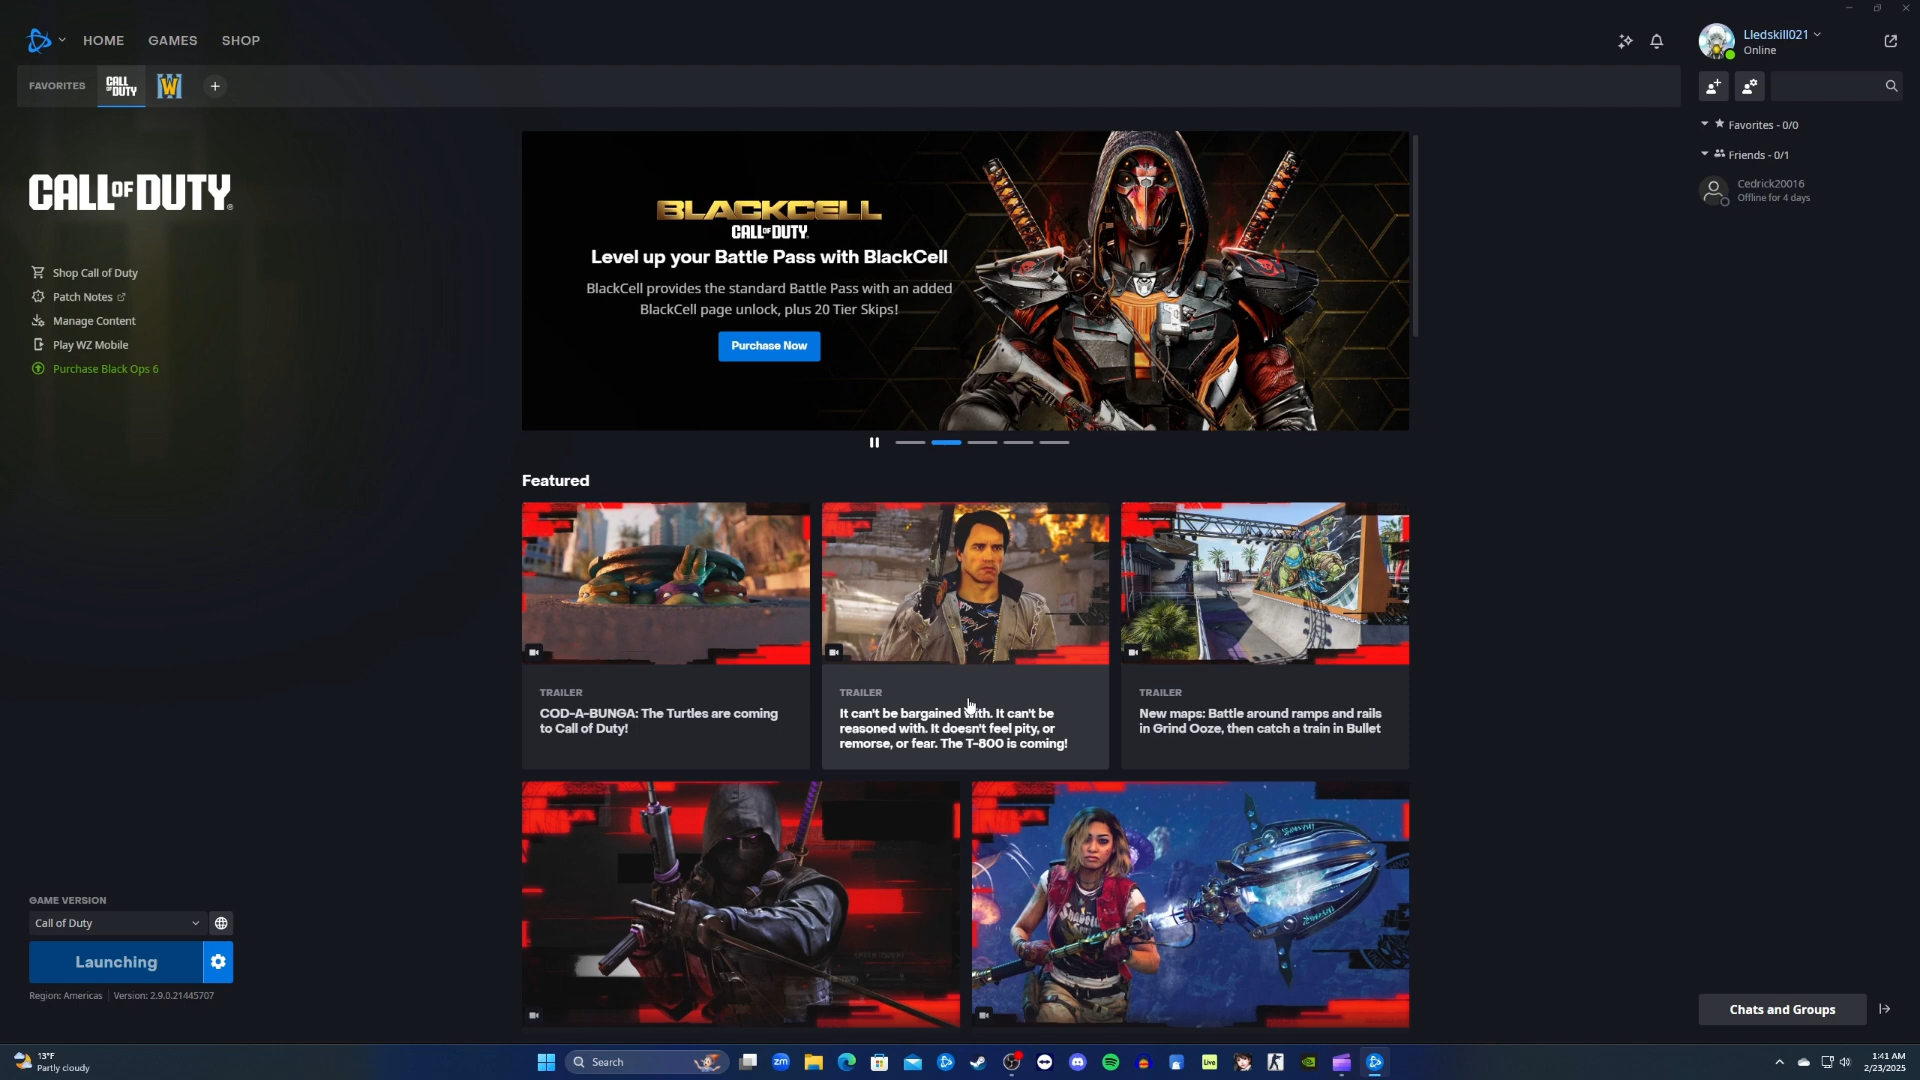 HOME
GAMES
SHOP
Lledskill021
Online
FAVORITES
CALL OF DUTY
W
Favorites - 0/0
Friends - 0/1
Cedrick20016
Offline for 4 days
CALL OF DUTY
Shop Call of Duty
Patch Notes
Manage Content
Play WZ Mobile
Purchase Black Ops 6
BLACKCELL
CALL OF DUTY
Level up your Battle Pass with BlackCell
BlackCell provides the standard Battle Pass with an added
BlackCell page unlock, plus 20 Tier Skips!
Purchase Now
Featured
TRAILER
COD-A-BUNGA: The Turtles are coming
to Call of Duty!
TRAILER
It can't be bargained with. It can't be
reasoned with. It doesn't feel pity, or
remorse, or fear. The T-800 is coming!
TRAILER
New maps: Battle around ramps and rails
in Grind Ooze, then catch a train in Bullet
GAME VERSION
Call of Duty
Launching
Region: Americas
Version: 2.9.0.21445707
Chats and Groups
13°F
Partly cloudy
Search
zm
Live
1:41 AM
2/23/2025